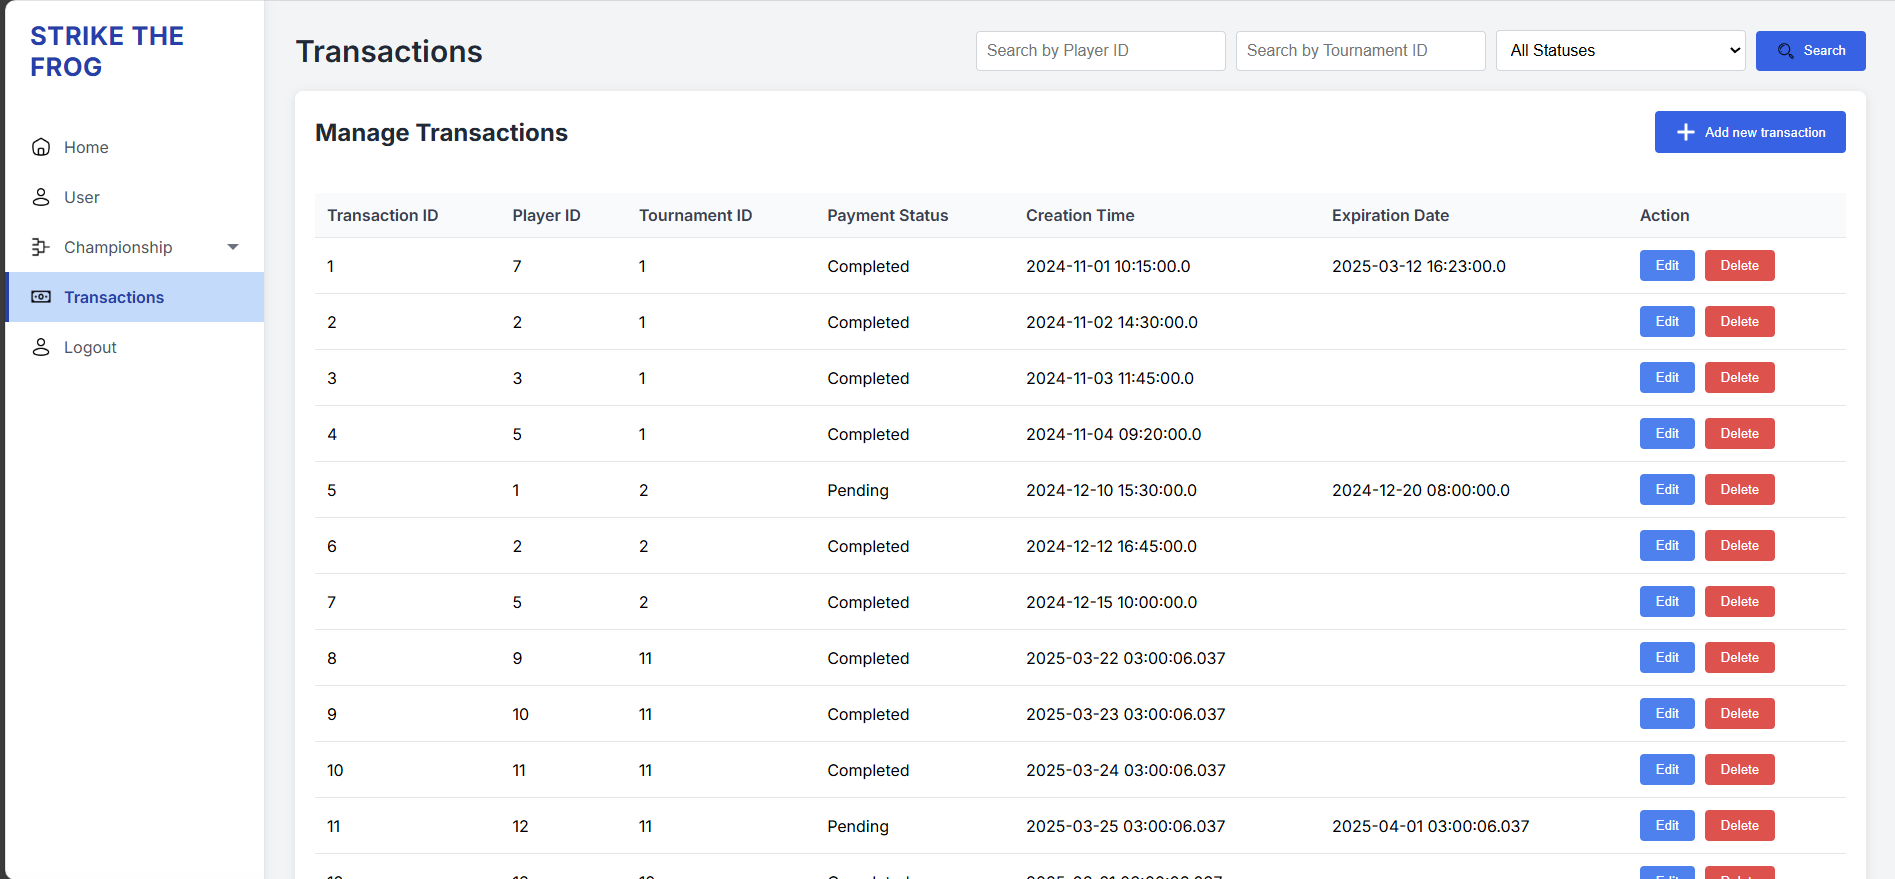 STRIKE THE
FROG
Home
User
Championship
Transactions
Logout
Transactions
Search by Player ID
Search by Tournament ID
All Statuses
Search
Manage Transactions
Add new transaction
Transaction ID Player ID Tournament ID Payment Status Creation Time Expiration Date Action
1 7 1 Completed 2024-11-01 10:15:00.0 2025-03-12 16:23:00.0 Edit Delete
2 2 1 Completed 2024-11-02 14:30:00.0 Edit Delete
3 3 1 Completed 2024-11-03 11:45:00.0 Edit Delete
4 5 1 Completed 2024-11-04 09:20:00.0 Edit Delete
5 1 2 Pending 2024-12-10 15:30:00.0 2024-12-20 08:00:00.0 Edit Delete
6 2 2 Completed 2024-12-12 16:45:00.0 Edit Delete
7 5 2 Completed 2024-12-15 10:00:00.0 Edit Delete
8 9 11 Completed 2025-03-22 03:00:06.037 Edit Delete
9 10 11 Completed 2025-03-23 03:00:06.037 Edit Delete
10 11 11 Completed 2025-03-24 03:00:06.037 Edit Delete
11 12 11 Pending 2025-03-25 03:00:06.037 2025-04-01 03:00:06.037 Edit Delete